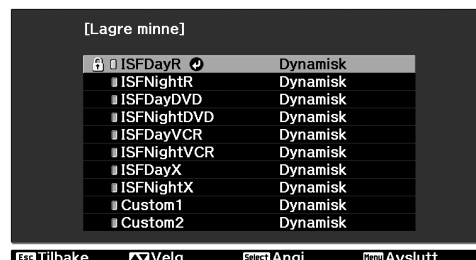 [Lagre minne]
ISFDayR Dynamisk
ISFNightR Dynamisk
ISFDayDVD Dynamisk
ISFNightDVD Dynamisk
ISFDayVCR Dynamisk
ISFNightVCR Dynamisk
ISFDayX Dynamisk
ISFNightX Dynamisk
Custom1 Dynamisk
Custom2 Dynamisk
Esc Tilbake Velg Select Angi Menu Avslutt